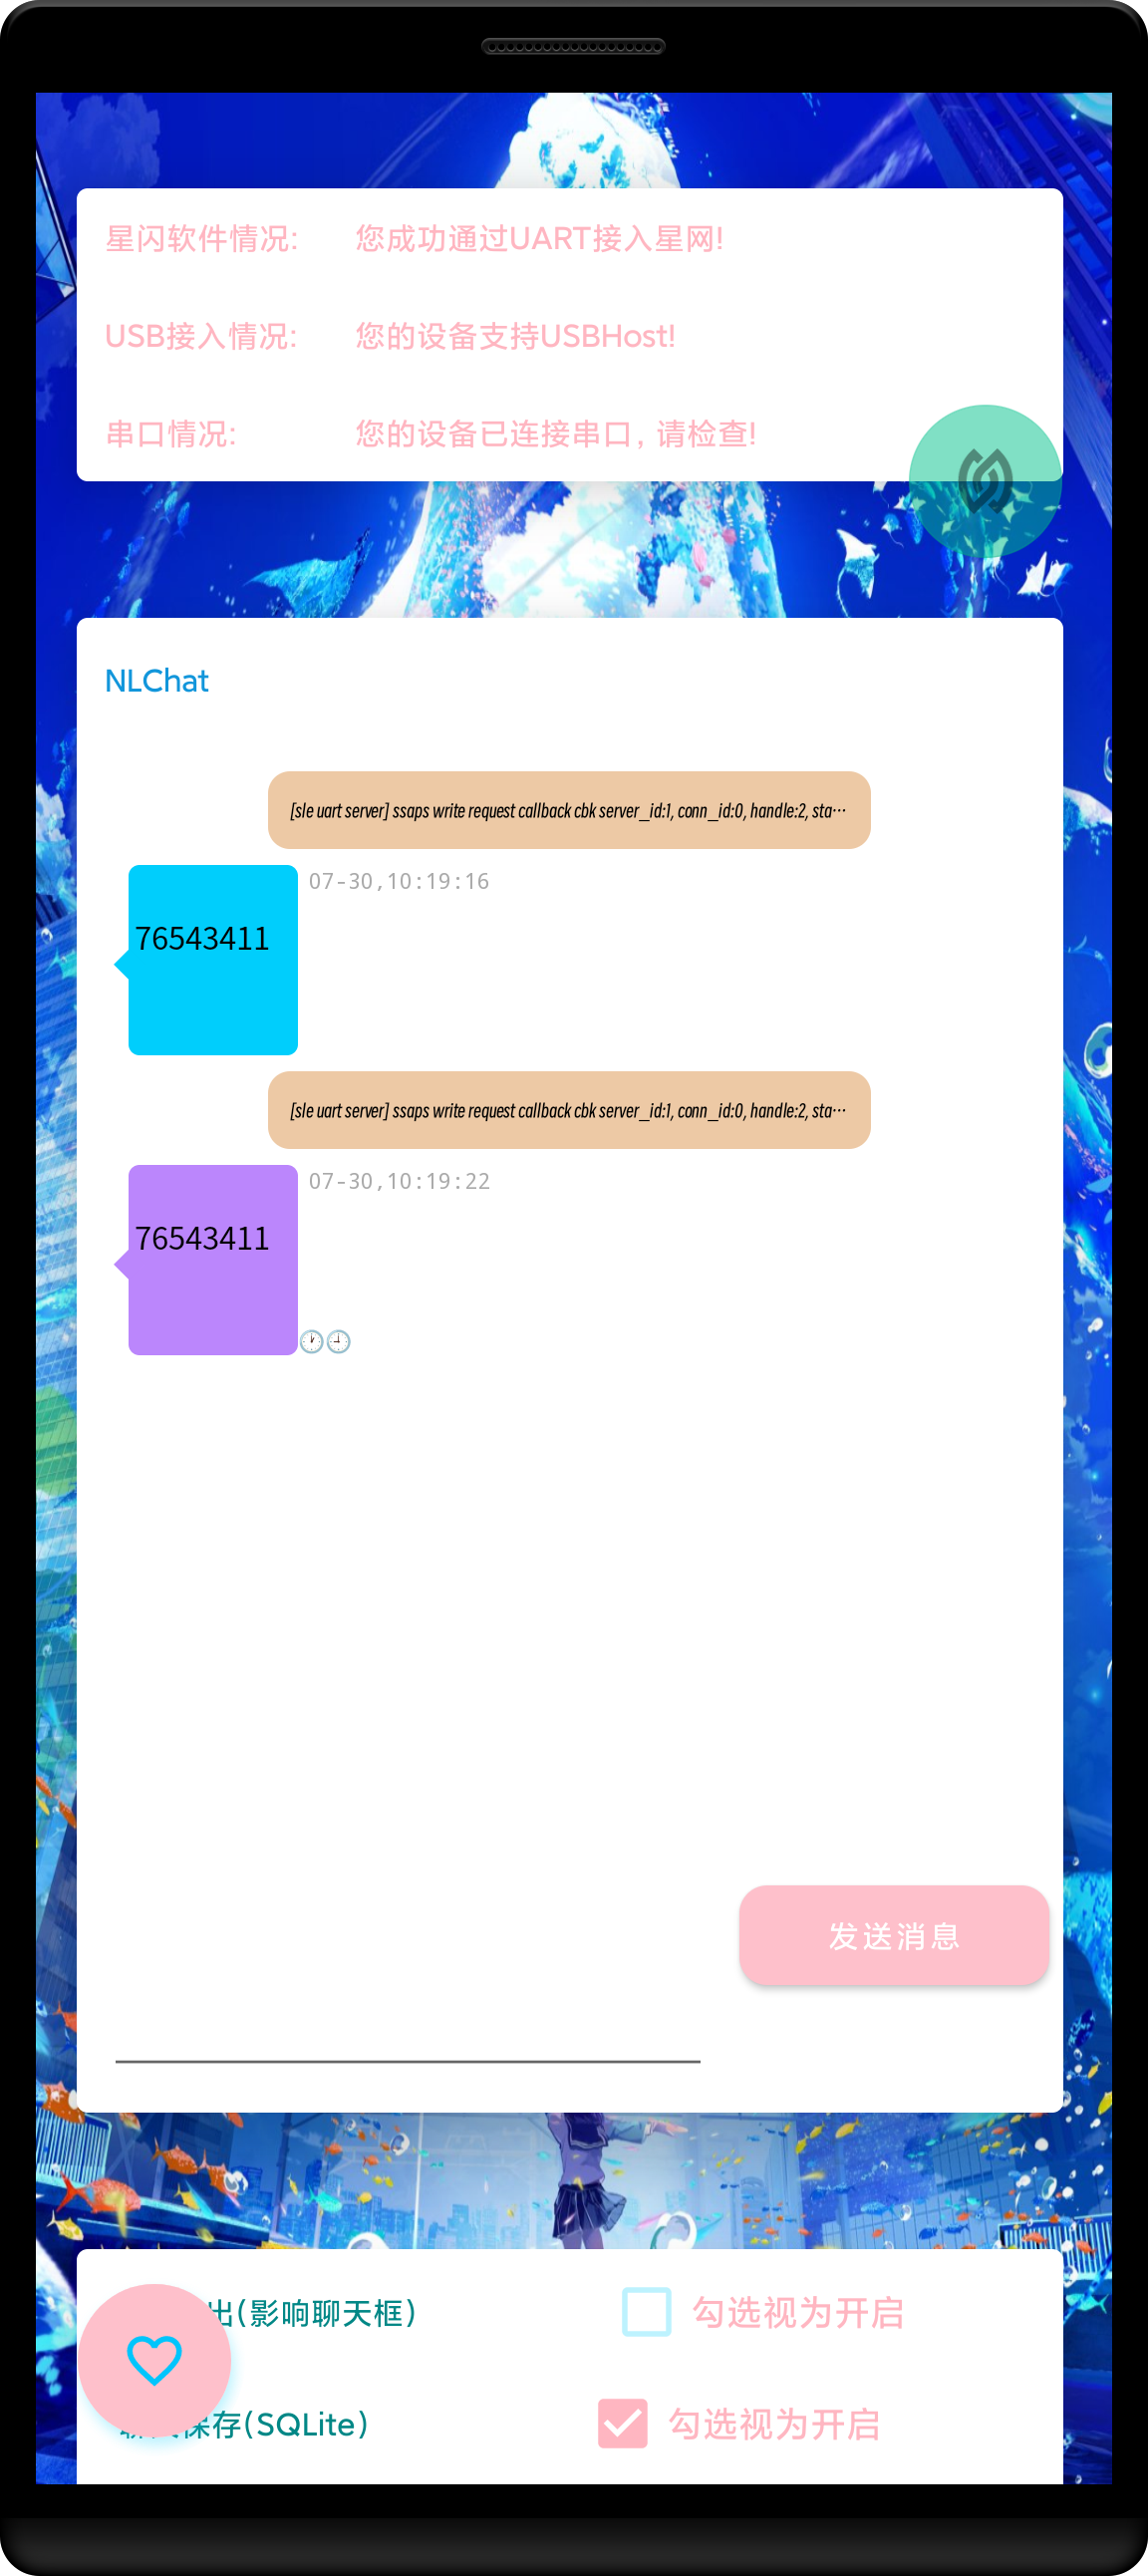 星闪软件情况: 您成功通过UART接入星网!
USB接入情况: 您的设备支持USBHost!
串口情况: 您的设备已连接串口, 请检查!
NLChat
[sle uart server] ssaps write request callback cbk server_id:1, conn_id:0, handle:2, sta…
07-30,10:19:16
76543411
[sle uart server] ssaps write request callback cbk server_id:1, conn_id:0, handle:2, sta…
07-30,10:19:22
76543411
发送消息
出(影响聊天框) 勾选视为开启
保存(SQLite) 勾选视为开启